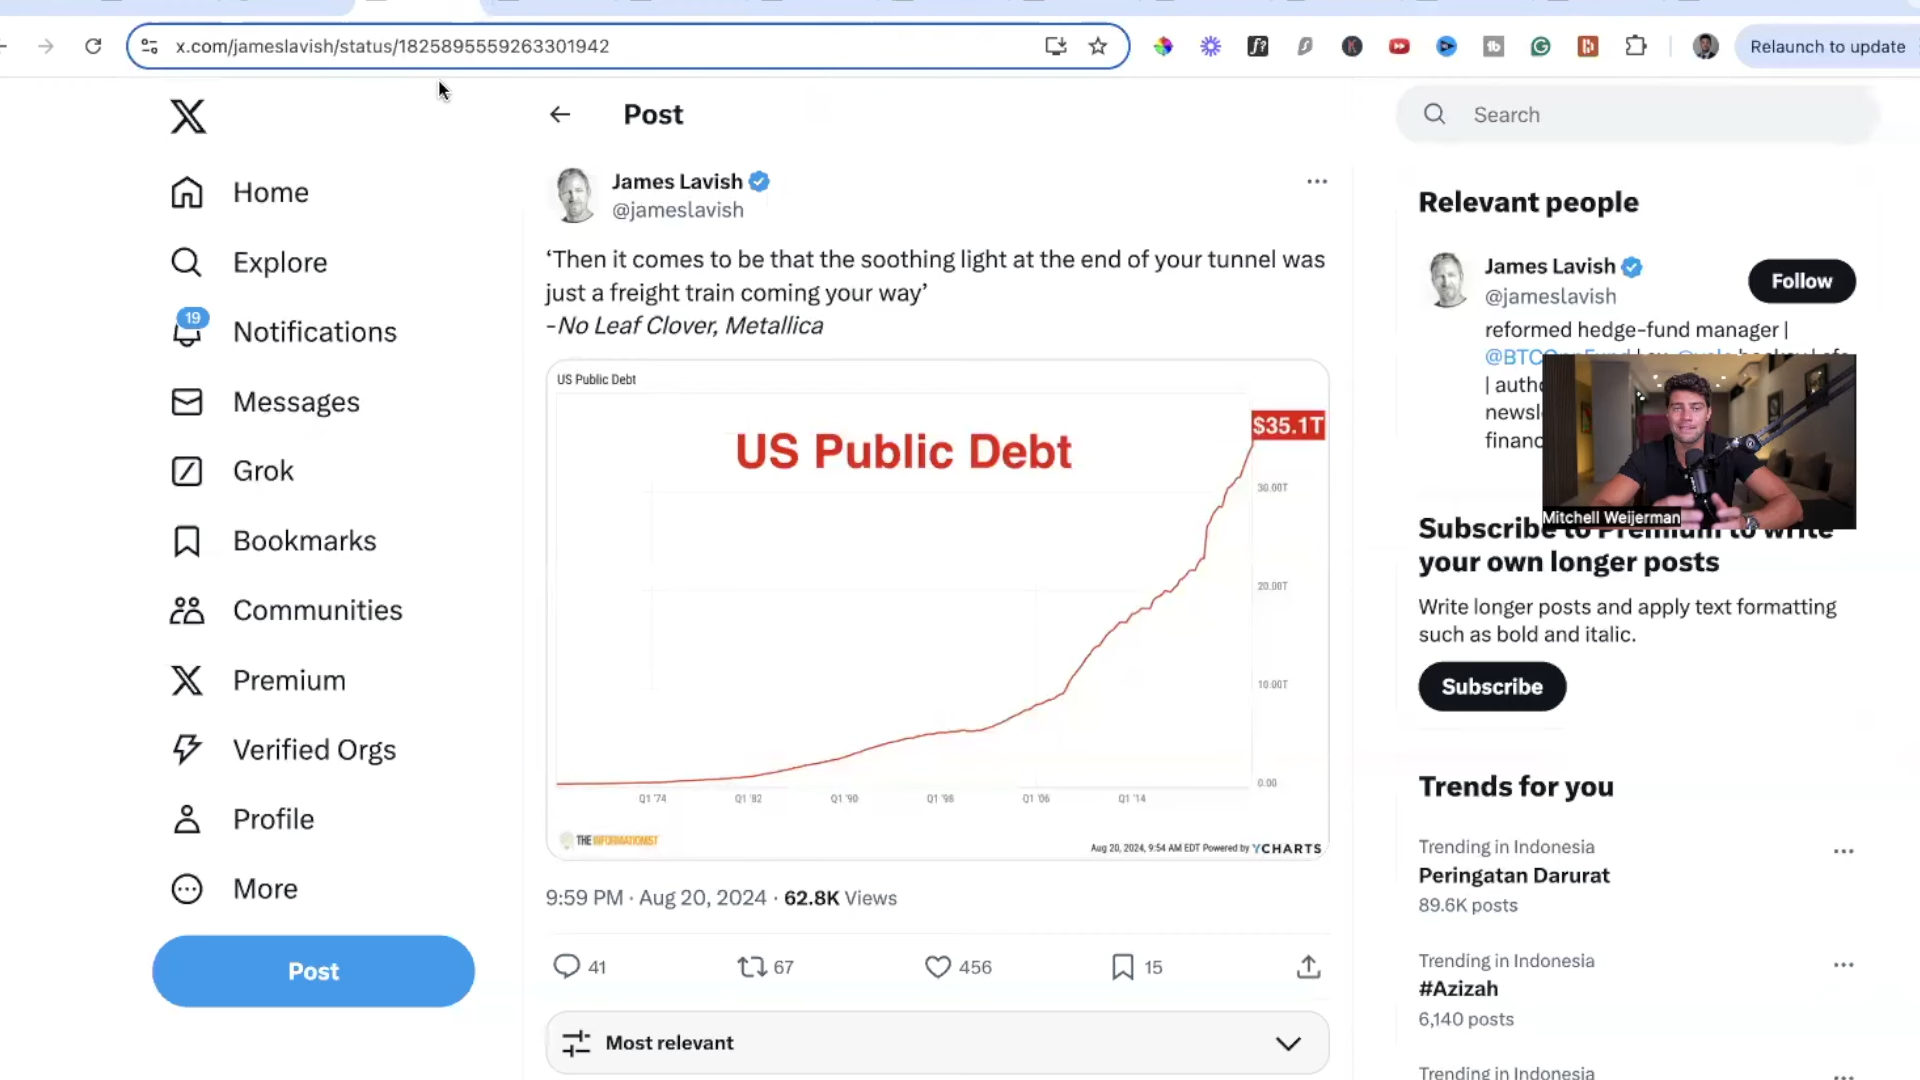 x.com/jameslavish/status/1825895559263301942
Relaunch to update
Home
Explore
19
Notifications
Messages
Grok
Bookmarks
Communities
Premium
Verified Orgs
Profile
More
Post
Post
James Lavish
@jameslavish
‘Then it comes to be that the soothing light at the end of your tunnel was
just a freight train coming your way’
-No Leaf Clover, Metallica
US Public Debt
US Public Debt
$35.1T
30.00T
20.00T
10.00T
0.00
Q1 '74
Q1 '82
Q1 '90
Q1 '98
Q1 '06
Q1 '14
THE INFORMATIONIST
Aug 20, 2024, 9:54 AM EDT Powered by YCHARTS
9:59 PM · Aug 20, 2024 · 62.8K Views
41
67
456
15
Most relevant
Search
Relevant people
James Lavish
@jameslavish
Follow
reformed hedge-fund manager |
Mitchell Weijerman
Subscribe to Premium to write
your own longer posts
Write longer posts and apply text formatting
such as bold and italic.
Subscribe
Trends for you
Trending in Indonesia
Peringatan Darurat
89.6K posts
Trending in Indonesia
#Azizah
6,140 posts
Trending in Indonesia